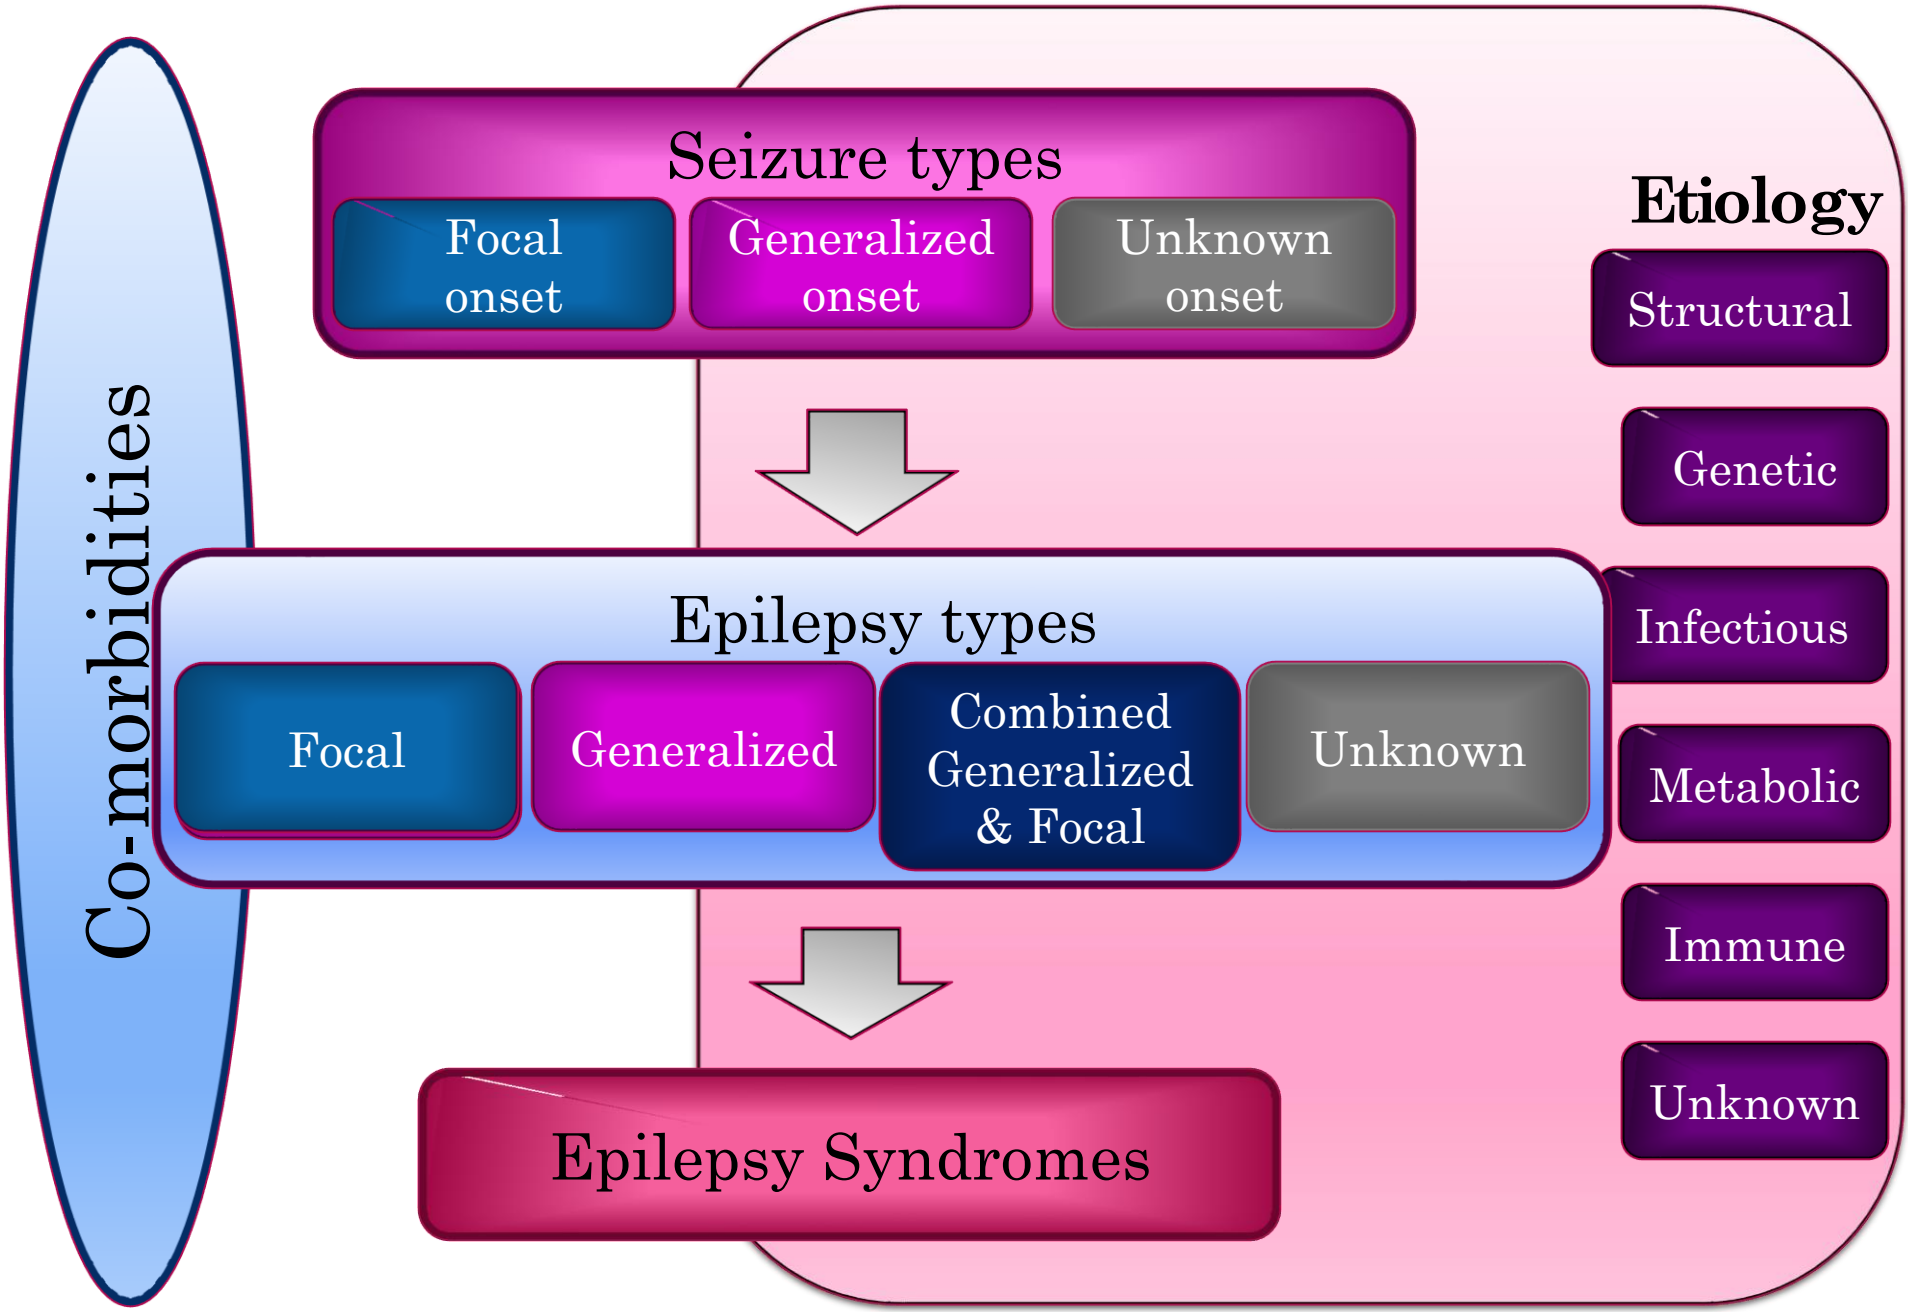 Co-morbidities
Seizure types
Focal
onset
Generalized
onset
Unknown
onset
Epilepsy types
Focal
Generalized
Combined
Generalized
& Focal
Unknown
Epilepsy Syndromes
Etiology
Structural
Genetic
Infectious
Metabolic
Immune
Unknown